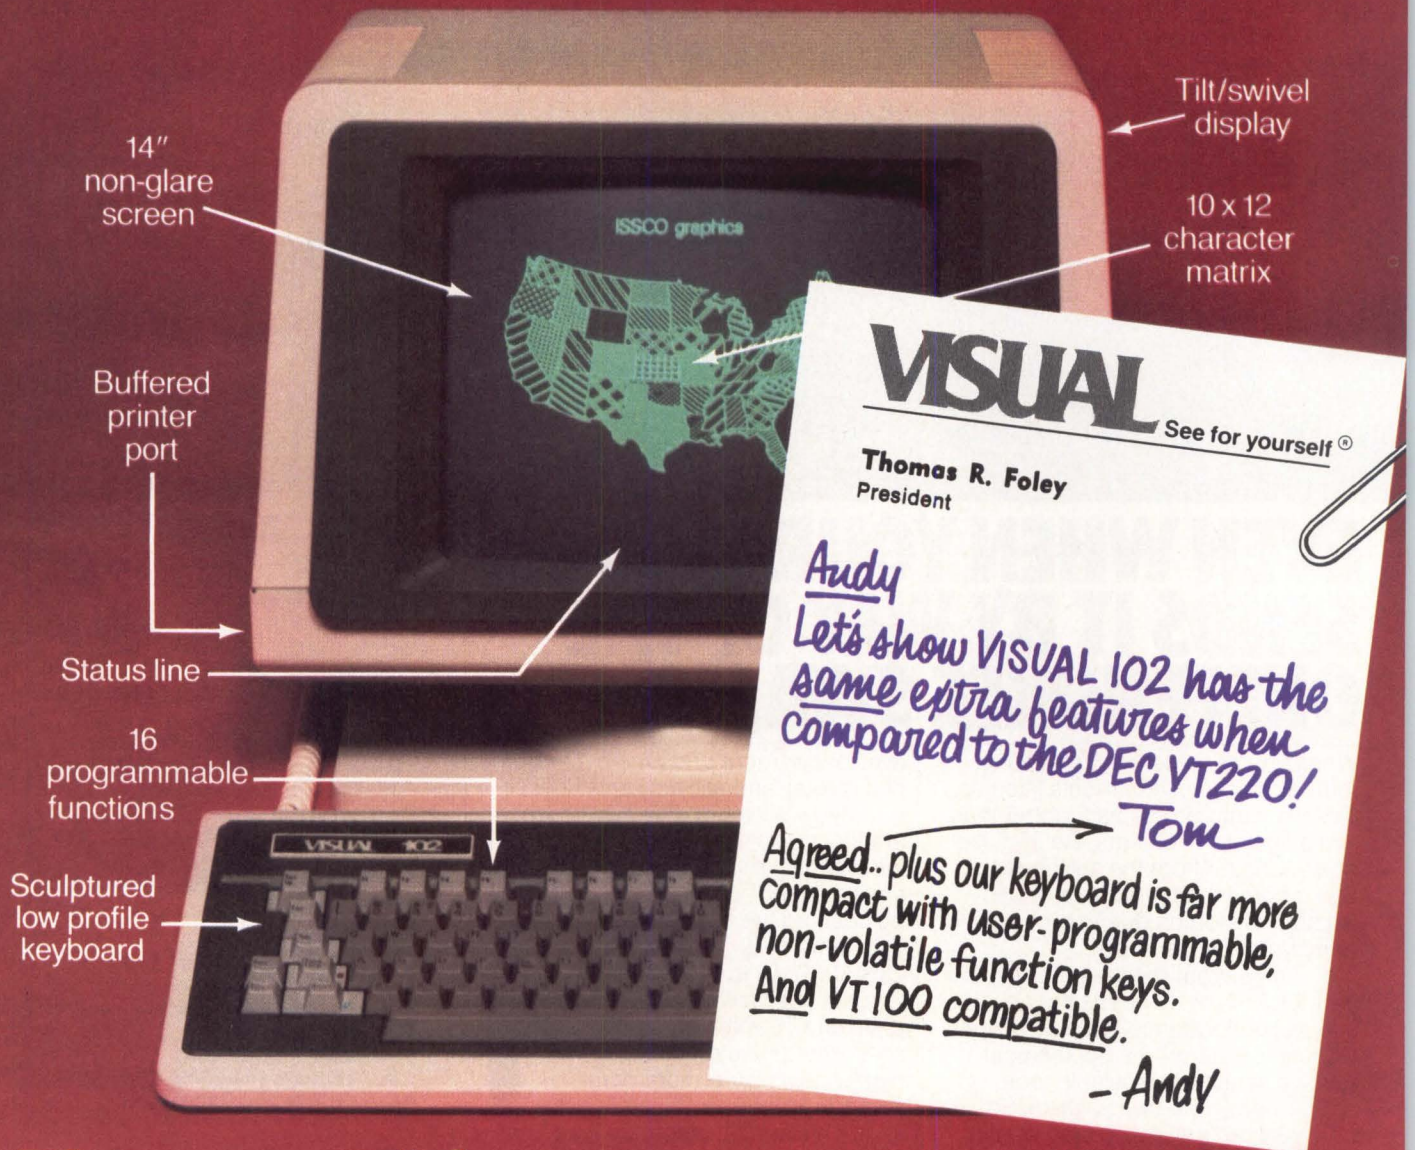 Tilt/swivel
display
14"
non-glare
screen
10 x 12
character
matrix
ISSCO graphics
Buffered
printer
port
Status line
16
programmable
functions
Sculptured
low profile
keyboard
VISUAL 102
VISUAL
See for yourself®
Thomas R. Foley
President
Andy
Let's show VISUAL 102 has the
same extra features when
compared to the DEC VT220!
Tom
Agreed.. plus our keyboard is far more
compact with user-programmable,
non-volatile function keys.
And VT100 compatible.
- Andy